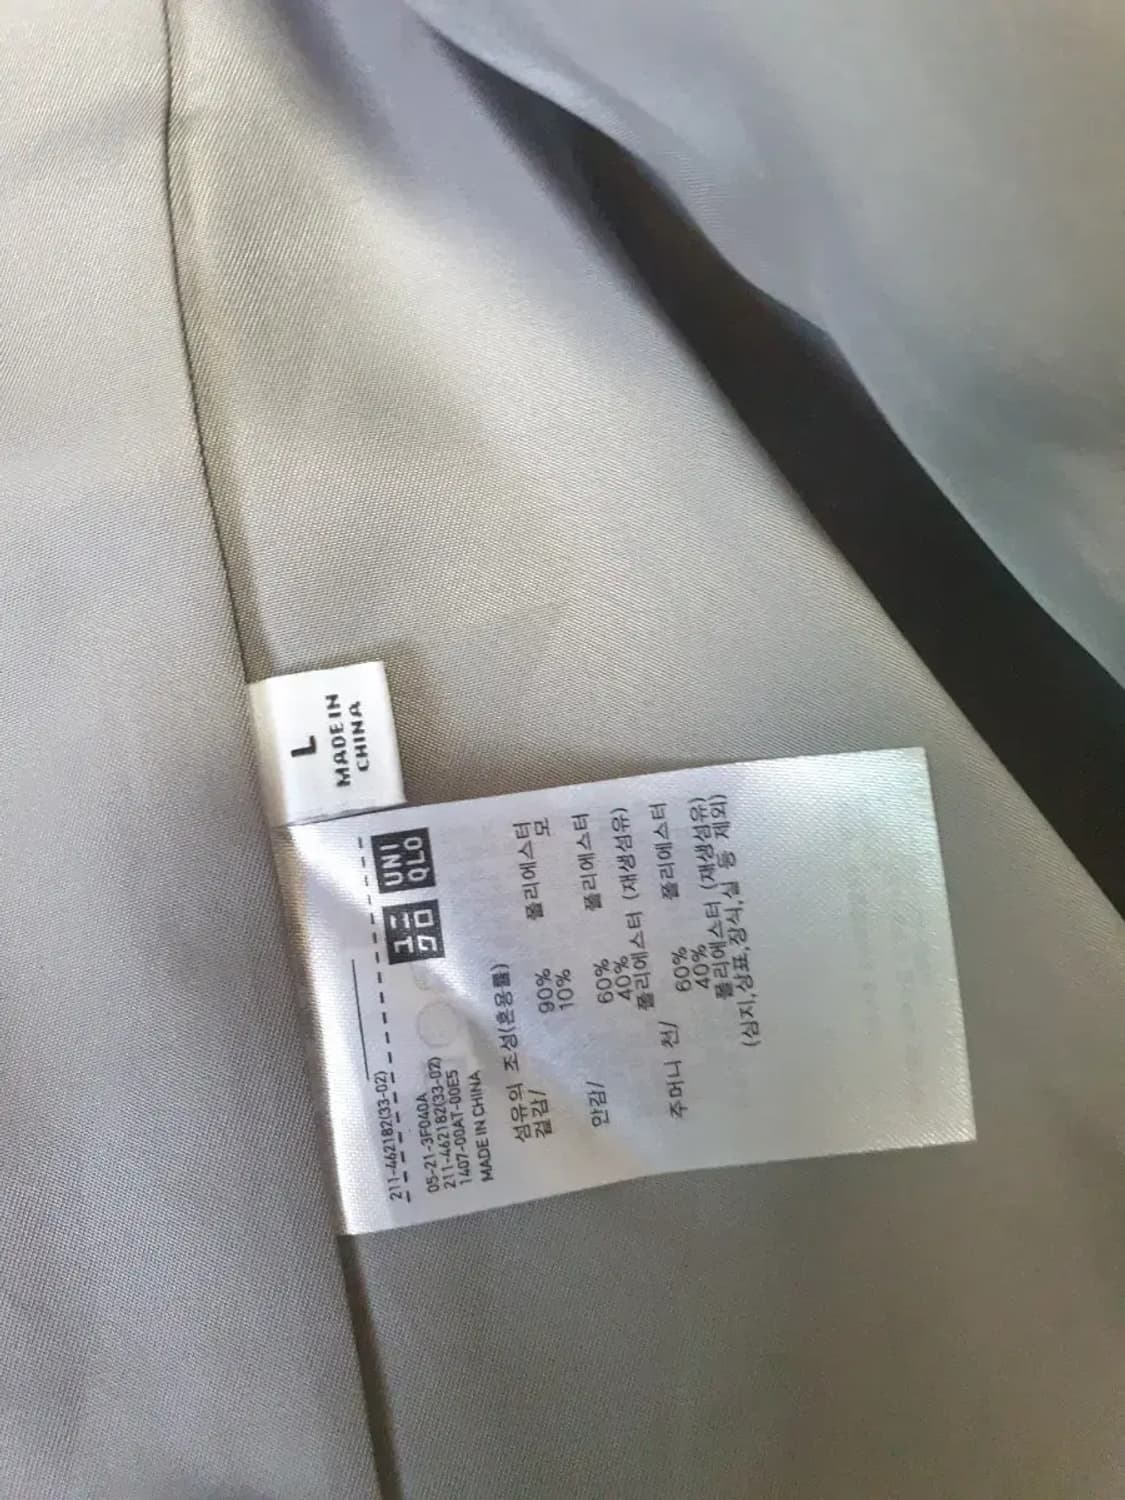 L
MADE IN
CHINA
211-462182(33-02)
ユニ UNI
クロ QLO
05-21-3F040A
211-462182(33-02)
1407-00AT-00E5
MADE IN CHINA
섬유의 조성(혼용률)
겉감/ 90% 폴리에스터
10% 모
안감/ 60% 폴리에스터
40%
폴리에스터 (재생섬유)
주머니 천/ 60% 폴리에스터
40%
폴리에스터 (재생섬유)
(심지,상표,장식,실 등 제외)